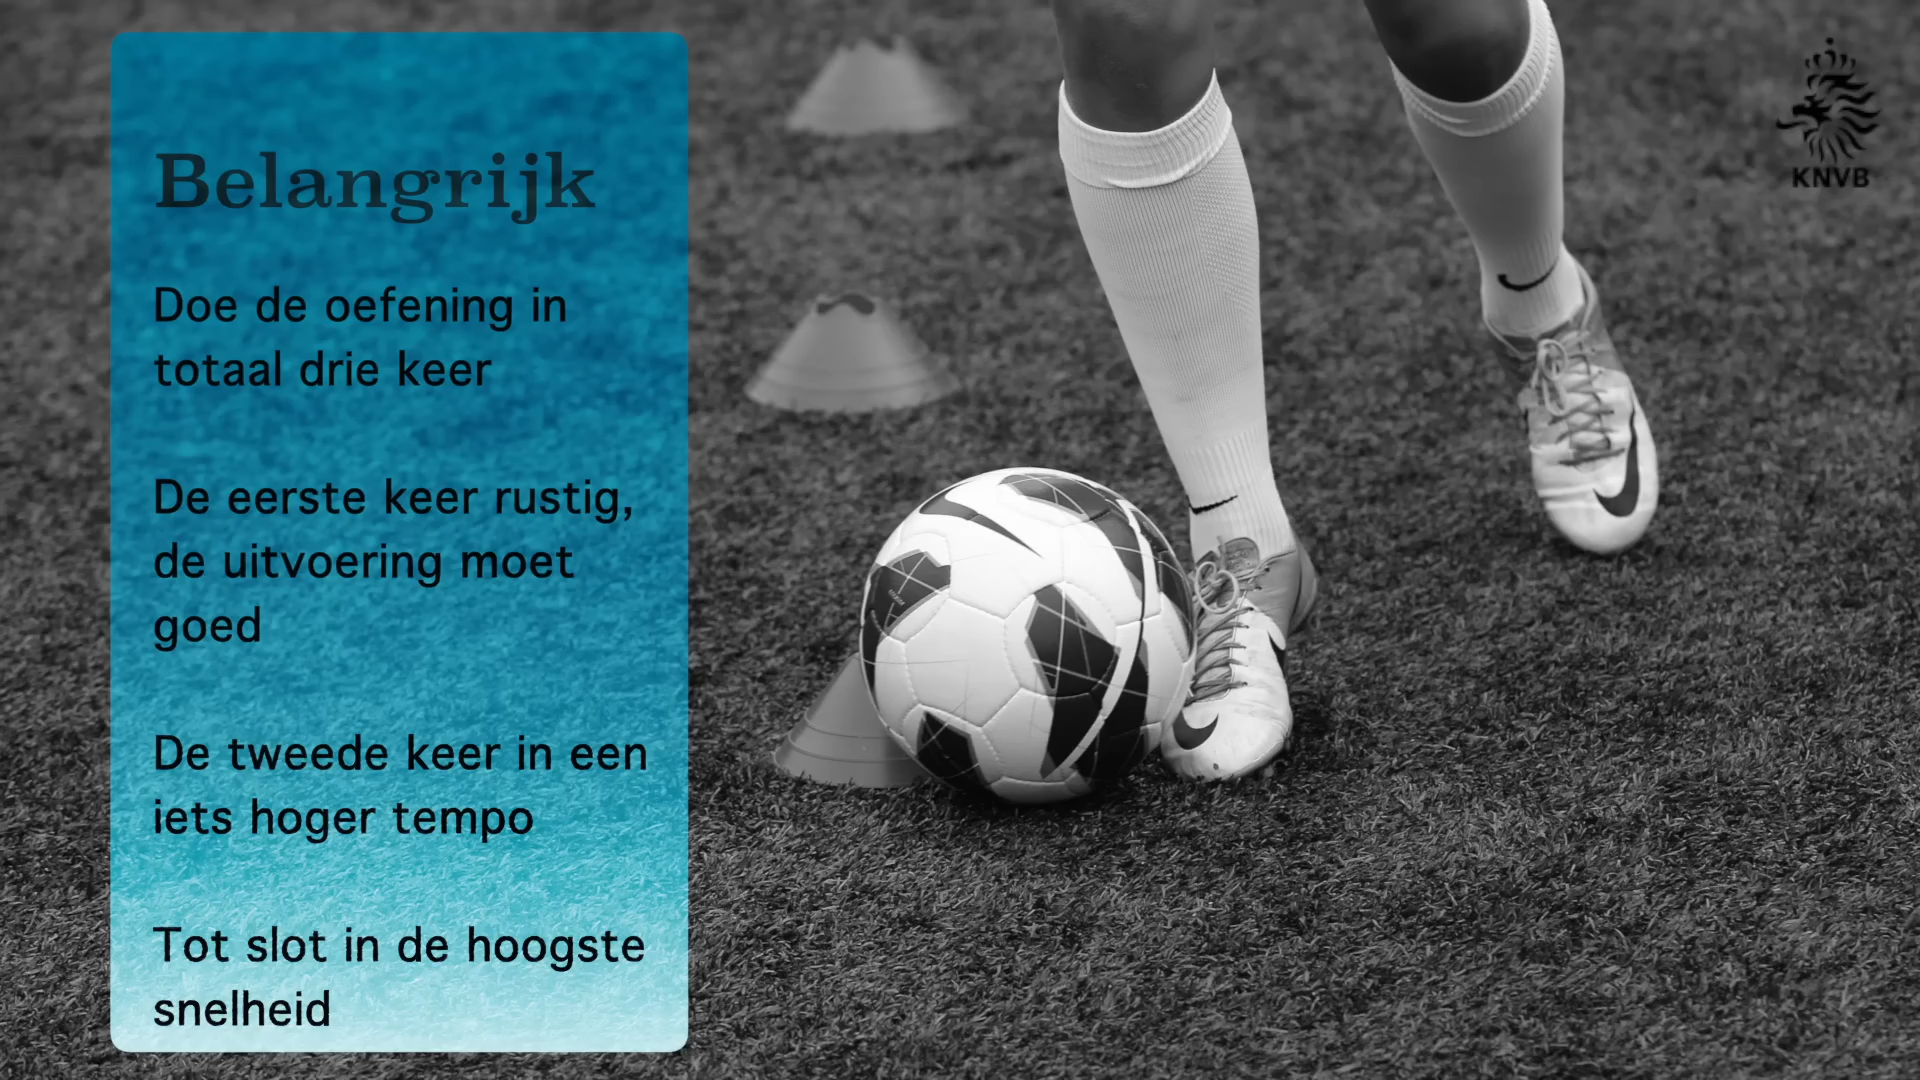 Belangrijk
Doe de oefening in
totaal drie keer
De eerste keer rustig,
de uitvoering moet
goed
De tweede keer in een
iets hoger tempo
Tot slot in de hoogste
snelheid
KNVB